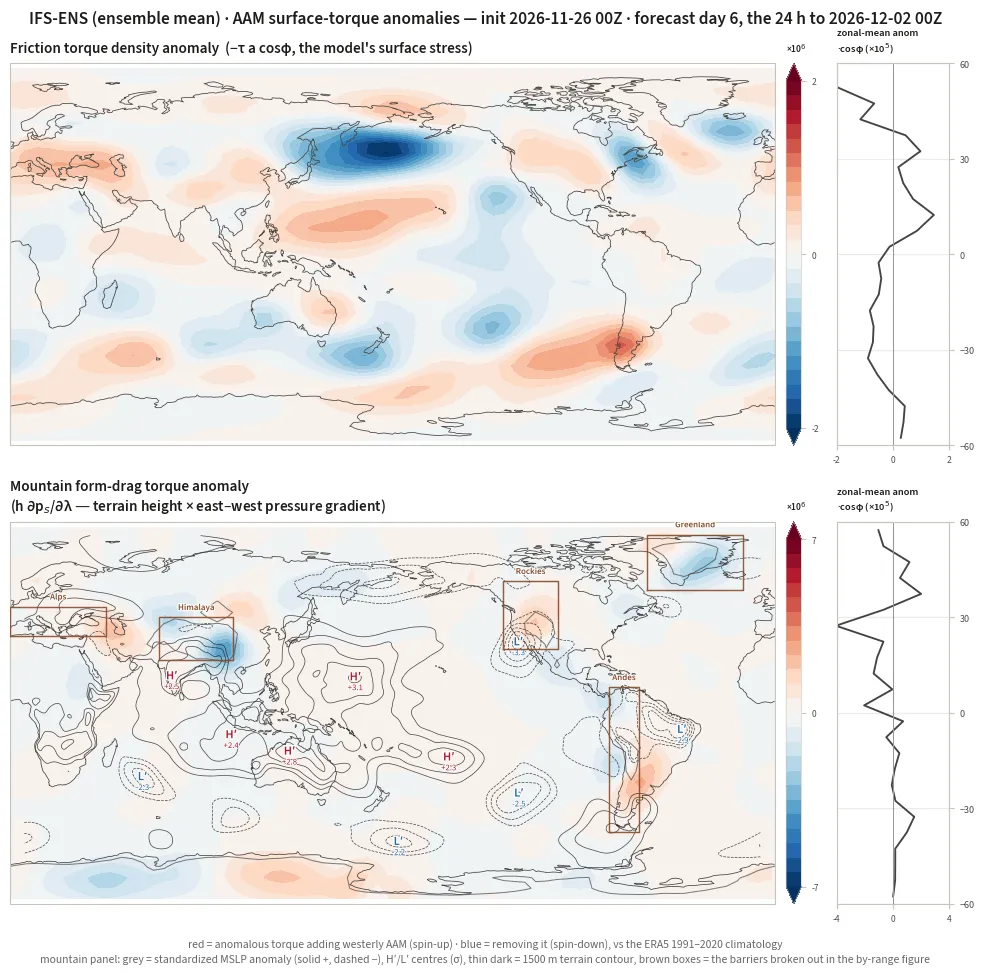 IFS-ENS (ensemble mean) · AAM surface-torque anomalies — init 2026-11-26 00Z · forecast day 6, the 24 h to 2026-12-02 00Z
Friction torque density anomaly (−τ a cosϕ, the model's surface stress)
×10⁶
zonal-mean anom
·cosϕ (×10⁵)
2
0
-2
60
30
0
−30
−60
-2
0
2
Mountain form-drag torque anomaly
(h ∂pₛ/∂λ — terrain height × east–west pressure gradient)
×10⁶
zonal-mean anom
·cosϕ (×10⁵)
Greenland
Rockies
Alps
Himalaya
Andes
L'
-3.3
H'
H'
+3.1
H'
+2.4
H'
+2.8
H'
+2.3
L'
L'
-2.3
L'
-2.5
L'
-2.2
7
0
-7
60
30
0
−30
−60
-4
0
4
red = anomalous torque adding westerly AAM (spin-up) · blue = removing it (spin-down), vs the ERA5 1991–2020 climatology
mountain panel: grey = standardized MSLP anomaly (solid +, dashed –), H'/L' centres (σ), thin dark = 1500 m terrain contour, brown boxes = the barriers broken out in the by-range figure